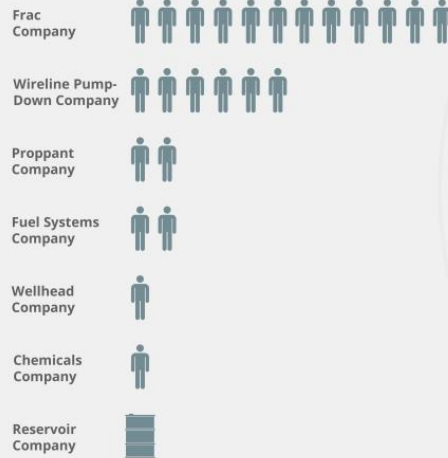 Frac
Company
Wireline Pump-
Down Company
Proppant
Company
Fuel Systems
Company
Wellhead
Company
Chemicals
Company
Reservoir
Company